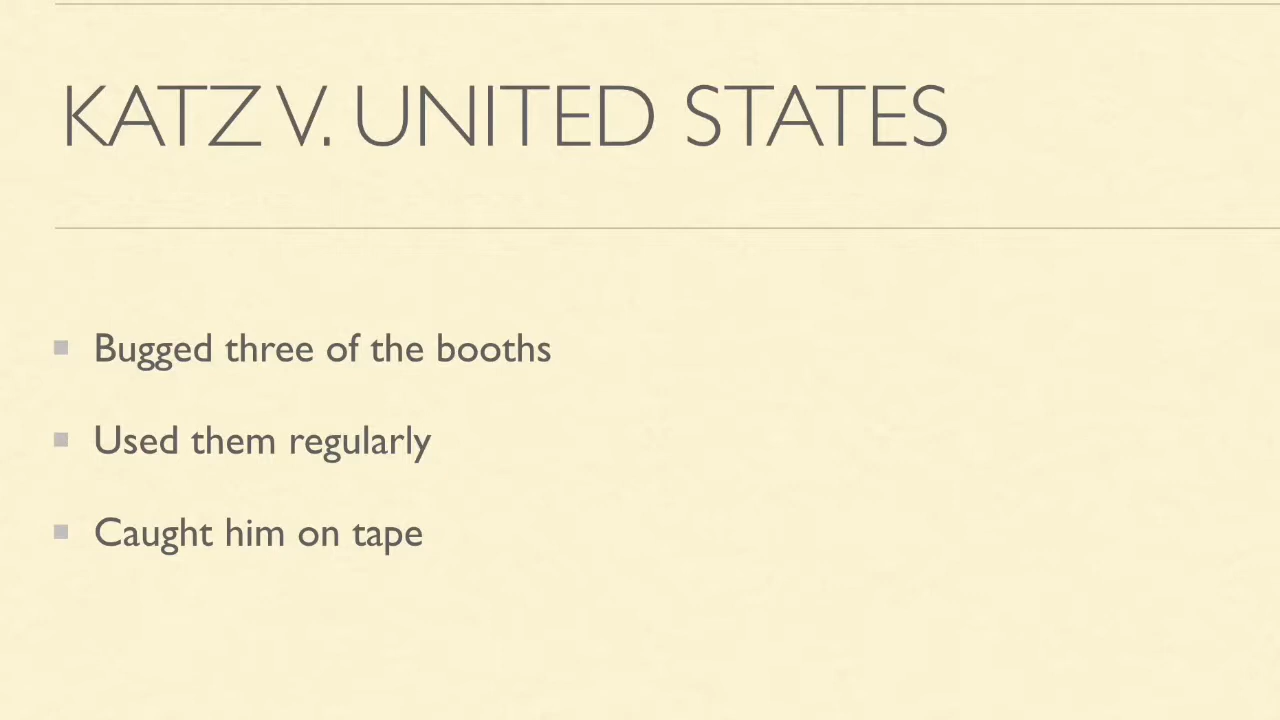 KATZ V. UNITED STATES
Bugged three of the booths
Used them regularly
Caught him on tape